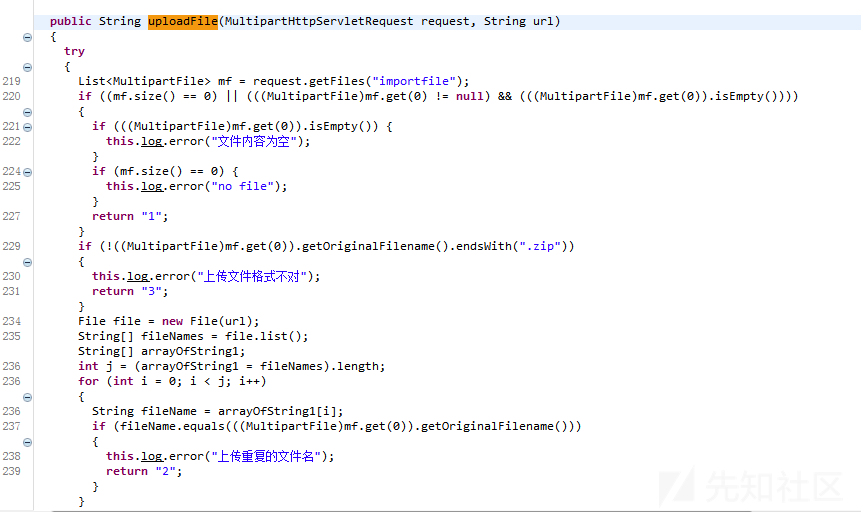 public String uploadFile(MultipartHttpServletRequest request, String url)
{
try
{
219 List<MultipartFile> mf = request.getFiles("importfile");
220 if ((mf.size() == 0) || (((MultipartFile)mf.get(0) != null) && (((MultipartFile)mf.get(0)).isEmpty())))
{
221 if (((MultipartFile)mf.get(0)).isEmpty()) {
222 this.log.error("文件内容为空");
}
224 if (mf.size() == 0) {
225 this.log.error("no file");
}
227 return "1";
}
229 if (!((MultipartFile)mf.get(0)).getOriginalFilename().endsWith(".zip"))
{
230 this.log.error("上传文件格式不对");
231 return "3";
}
234 File file = new File(url);
235 String[] fileNames = file.list();
String[] arrayOfString1;
236 int j = (arrayOfString1 = fileNames).length;
236 for (int i = 0; i < j; i++)
{
236 String fileName = arrayOfString1[i];
237 if (fileName.equals(((MultipartFile)mf.get(0)).getOriginalFilename()))
{
238 this.log.error("上传重复的文件名");
239 return "2";
}
}
先知社区